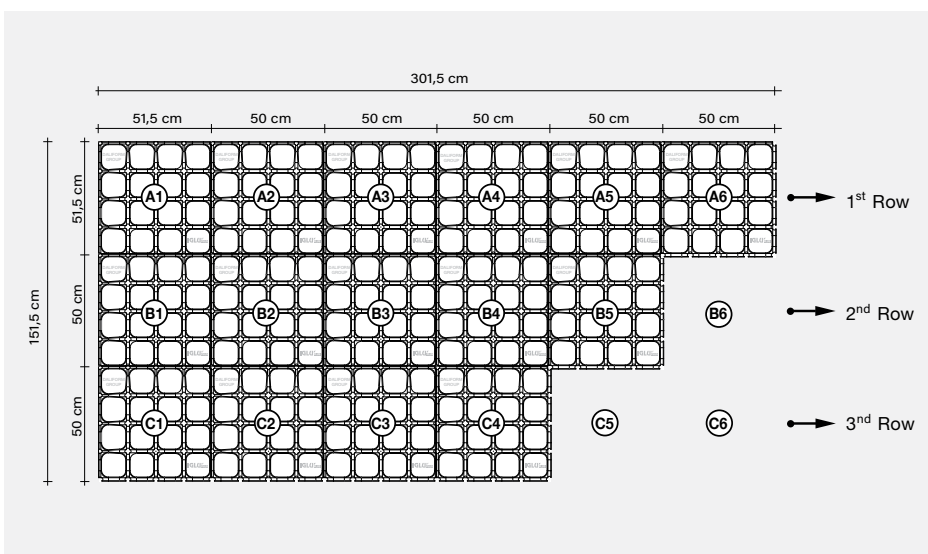 301,5 cm
51,5 cm 50 cm 50 cm 50 cm 50 cm 50 cm
151,5 cm
51,5 cm
A1 A2 A3 A4 A5 A6
1st Row
50 cm
B1 B2 B3 B4 B5 B6
2nd Row
50 cm
C1 C2 C3 C4 C5 C6
3nd Row